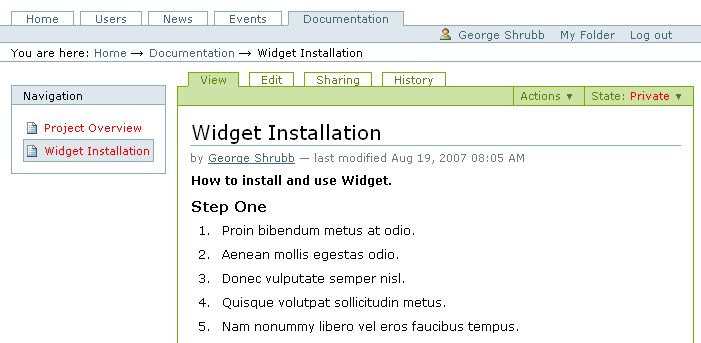 Home Users News Events Documentation
George Shrubb My Folder Log out
You are here: Home → Documentation → Widget Installation
View Edit Sharing History
Navigation
Actions ▼ State: Private ▼
Project Overview
Widget Installation
Widget Installation
by George Shrubb — last modified Aug 19, 2007 08:05 AM
How to install and use Widget.
Step One
1. Proin bibendum metus at odio.
2. Aenean mollis egestas odio.
3. Donec vulputate semper nisl.
4. Quisque volutpat sollicitudin metus.
5. Nam nonummy libero vel eros faucibus tempus.